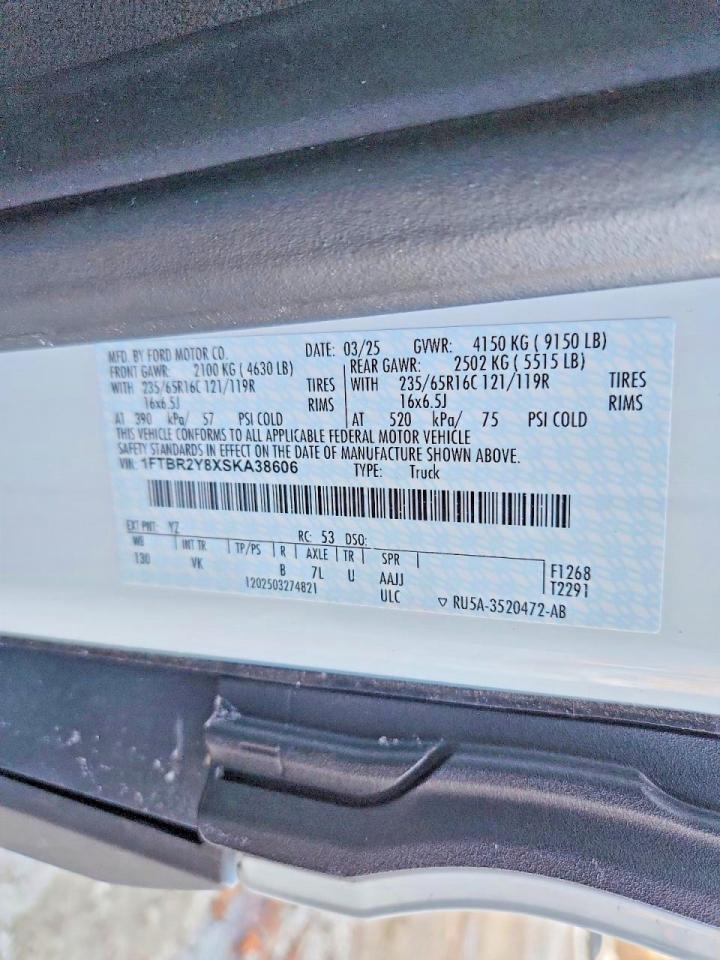 MFD. BY FORD MOTOR CO. DATE: 03/25 GVWR: 4150 KG ( 9150 LB)
FRONT GAWR: 2100 KG ( 4630 LB) REAR GAWR: 2502 KG ( 5515 LB)
WITH 235/65R16C 121/119R TIRES WITH 235/65R16C 121/119R TIRES
16x6.5J RIMS 16x6.5J RIMS
AT 390 kPa/ 57 PSI COLD AT 520 kPa/ 75 PSI COLD
THIS VEHICLE CONFORMS TO ALL APPLICABLE FEDERAL MOTOR VEHICLE
SAFETY STANDARDS IN EFFECT ON THE DATE OF MANUFACTURE SHOWN ABOVE.
VIN: 1FTBR2Y8XSKA38606 TYPE: Truck
EXT PNT: YZ RC: 53 DSO:
WB INT TR TP/PS R AXLE TR SPR
130 VK B 7L U AAJJ F1268
1202503274821 ULC T2291
▽ RU5A-3520472-AB